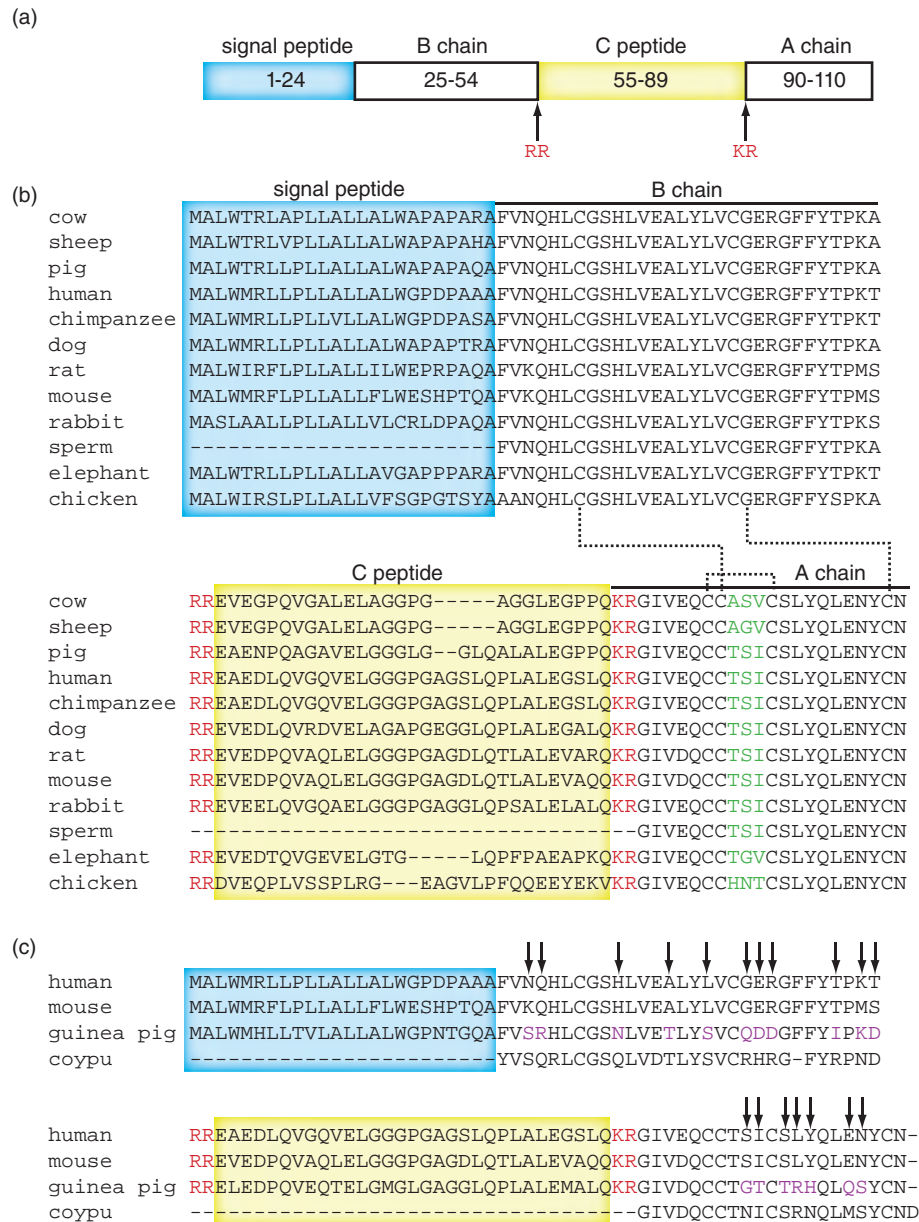 (a)
signal peptide B chain C peptide A chain
1-24 25-54 55-89 90-110
RR KR
(b)
signal peptide B chain
cow MALWTRLAPLLALLALWAPAPARAFVNQHLCGSHLVEALYLVCGERGFFYTPKA
sheep MALWTRLVPLLALLALWAPAPAHAFVNQHLCGSHLVEALYLVCGERGFFYTPKA
pig MALWTRLLPLLALLALWAPAPAQAFVNQHLCGSHLVEALYLVCGERGFFYTPKA
human MALWMRLLPLLALLALWGPDPAAAFVNQHLCGSHLVEALYLVCGERGFFYTPKT
chimpanzee MALWMRLLPLLVLLALWGPDPASAFVNQHLCGSHLVEALYLVCGERGFFYTPKT
dog MALWMRLLPLLALLALWAPAPTRAFVNQHLCGSHLVEALYLVCGERGFFYTPKA
rat MALWIRFLPLLALLILWEPRPAQAFVKQHLCGSHLVEALYLVCGERGFFYTPMS
mouse MALWMRFLPLLALLFLWESHPTQAFVKQHLCGSHLVEALYLVCGERGFFYTPMS
rabbit MASLAALLPLLALLVLCRLDPAQAFVNQHLCGSHLVEALYLVCGERGFFYTPKS
sperm ------------------------FVNQHLCGSHLVEALYLVCGERGFFYTPKA
elephant MALWTRLLPLLALLAVGAPPPARAFVNQHLCGSHLVEALYLVCGERGFFYTPKT
chicken MALWIRSLPLLALLVFSGPGTSYAAANQHLCGSHLVEALYLVCGERGFFYSPKA
C peptide A chain
cow RREVEGPQVGALELAGGPG-----AGGLEGPPQKRGIVEQCCASVCSLYQLENYCN
sheep RREVEGPQVGALELAGGPG-----AGGLEGPPQKRGIVEQCCAGVCSLYQLENYCN
pig RREAENPQAGAVELGGGLG--GLQALALEGPPQKRGIVEQCCTSICSLYQLENYCN
human RREAEDLQVGQVELGGGPGAGSLQPLALEGSLQKRGIVEQCCTSICSLYQLENYCN
chimpanzee RREAEDLQVGQVELGGGPGAGSLQPLALEGSLQKRGIVEQCCTSICSLYQLENYCN
dog RREVEDLQVRDVELAGAPGEGGLQPLALEGALQKRGIVEQCCTSICSLYQLENYCN
rat RREVEDPQVAQLELGGGPGAGDLQTLALEVARQKRGIVDQCCTSICSLYQLENYCN
mouse RREVEDPQVAQLELGGGPGAGDLQTLALEVAQQKRGIVDQCCTSICSLYQLENYCN
rabbit RREVEELQVGQAELGGGPGAGGLQPSALELALQKRGIVEQCCTSICSLYQLENYCN
sperm -----------------------------------GIVEQCCTSICSLYQLENYCN
elephant RREVEDTQVGEVELGTG-----LQPFPAEAPKQKRGIVEQCCTGVCSLYQLENYCN
chicken RRDVEQPLVSSPLRG---EAGVLPFQQEEYEKVKRGIVEQCCHNTCSLYQLENYCN
(c)
human MALWMRLLPLLALLALWGPDPAAAFVNQHLCGSHLVEALYLVCGERGFFYTPKT
mouse MALWMRFLPLLALLFLWESHPTQAFVKQHLCGSHLVEALYLVCGERGFFYTPMS
guinea pig MALWMHLLTVLALLALWGPNTGQAFVSRHLCGSNLVETLYSVCQDDGFFYIPKD
coypu ------------------------YVSQRLCGSQLVDTLYSVCRHRG-FYRPND
human RREAEDLQVGQVELGGGPGAGSLQPLALEGSLQKRGIVEQCCTSICSLYQLENYCN-
mouse RREVEDPQVAQLELGGGPGAGDLQTLALEVAQQKRGIVDQCCTSICSLYQLENYCN-
guinea pig RRELEDPQVEQTELGMGLGAGGLQPLALEMALQKRGIVDQCCTGTCTRHQLQSYCN-
coypu -----------------------------------GIVDQCCTNICSRNQLMSYCND